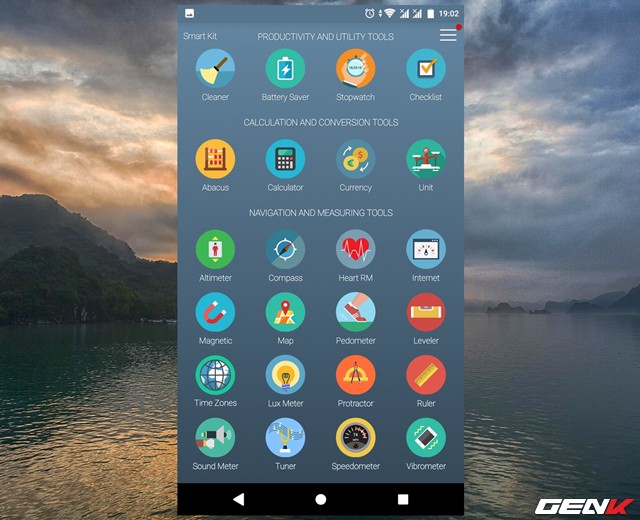 19:02
Smart Kit
PRODUCTIVITY AND UTILITY TOOLS
Cleaner Battery Saver Stopwatch Checklist
CALCULATION AND CONVERSION TOOLS
Abacus Calculator Currency Unit
NAVIGATION AND MEASURING TOOLS
Altimeter Compass Heart RM Internet
Magnetic Map Pedometer Leveler
Time Zones Lux Meter Protractor Ruler
Sound Meter Tuner Speedometer Vibrometer
GENK